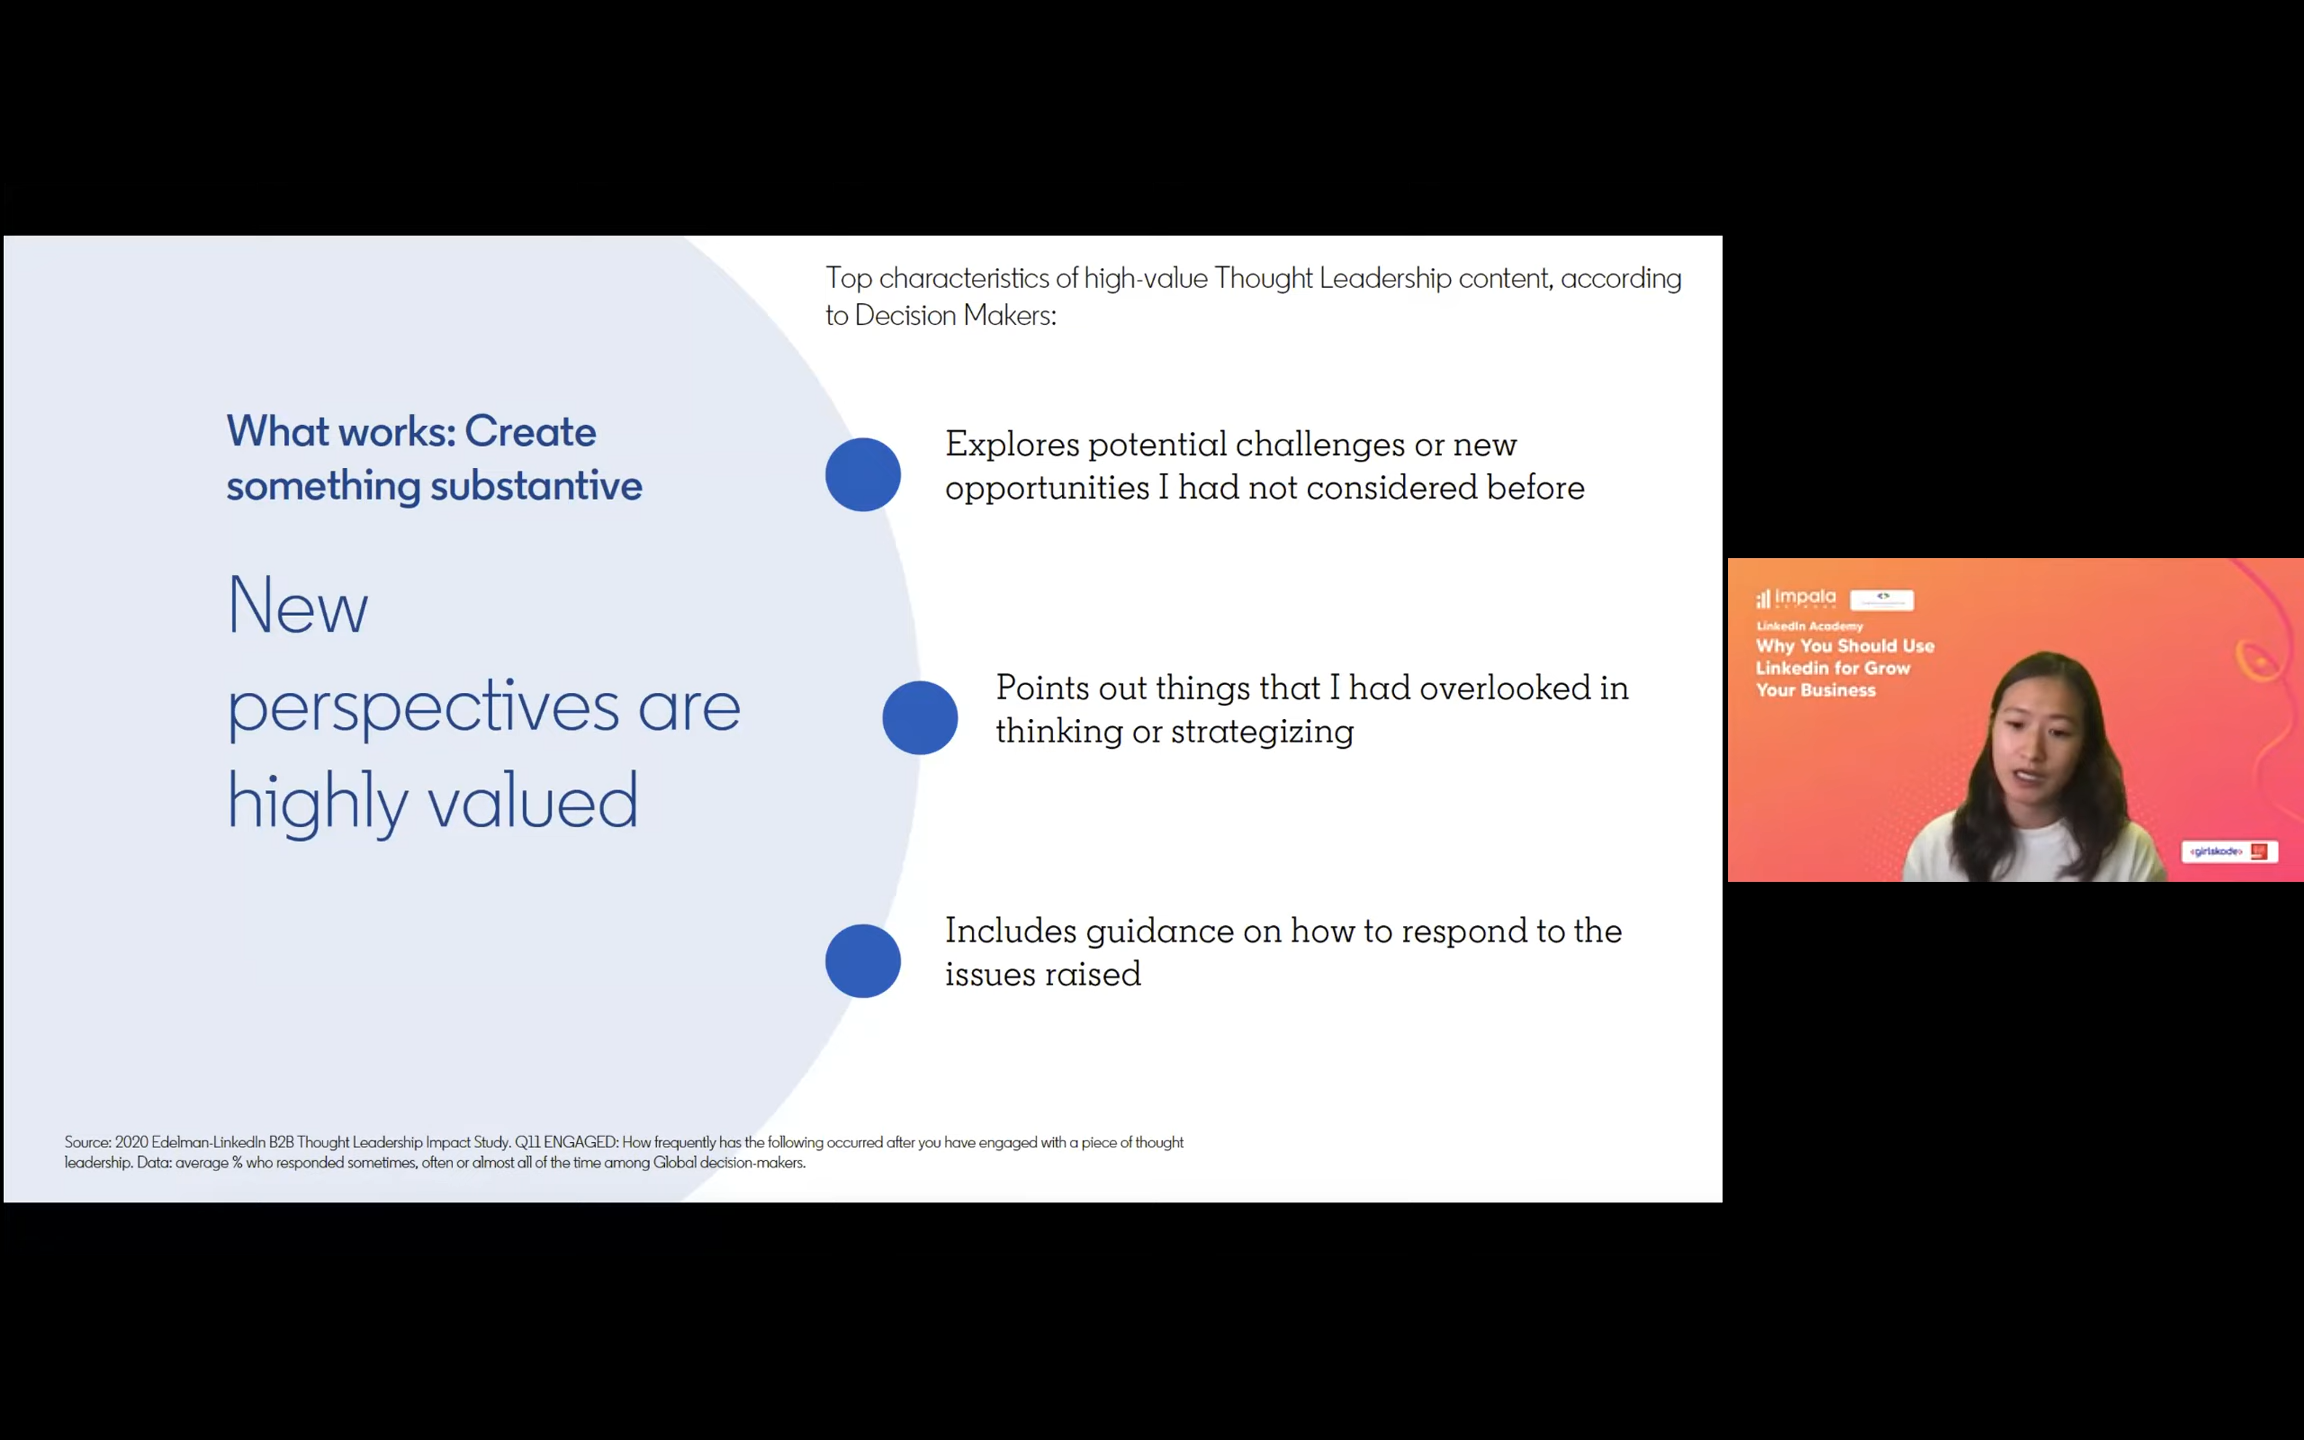 Top characteristics of high-value Thought Leadership content, according
to Decision Makers:
What works: Create
something substantive
New
perspectives are
highly valued
Explores potential challenges or new
opportunities I had not considered before
Points out things that I had overlooked in
thinking or strategizing
Includes guidance on how to respond to the
issues raised
Source: 2020 Edelman-LinkedIn B2B Thought Leadership Impact Study. Q11 ENGAGED: How frequently has the following occurred after you have engaged with a piece of thought
leadership. Data: average % who responded sometimes, often or almost all of the time among Global decision-makers.
impala
NETWORK
LinkedIn Academy
Why You Should Use
Linkedin for Grow
Your Business
<girlskode>